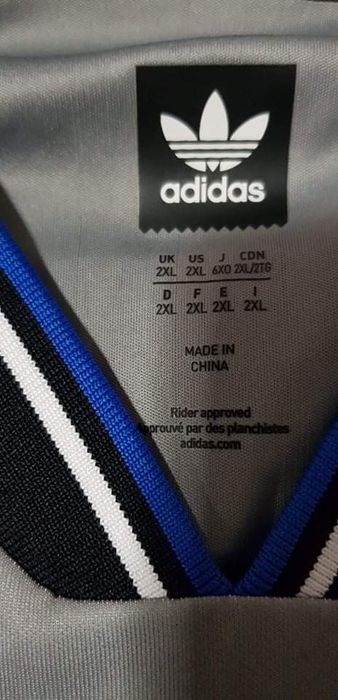 adidas
UK US J CDN
2XL 2XL 6XO 2XL/2TG
D F E I
2XL 2XL 2XL 2XL
MADE IN
CHINA
Rider approved
par des planchistes
adidas.com